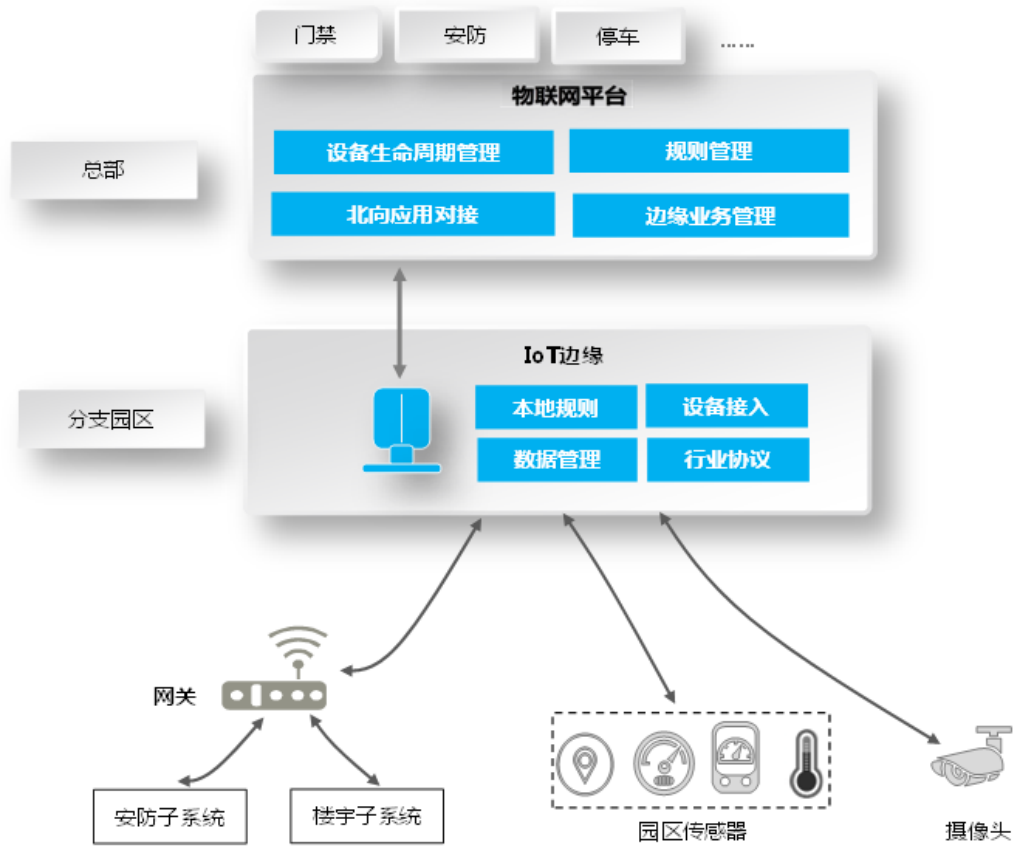 门禁
安防
停车
……
物联网平台
设备生命周期管理
规则管理
总部
北向应用对接
边缘业务管理
IoT边缘
本地规则
设备接入
分支园区
数据管理
行业协议
网关
安防子系统
楼宇子系统
园区传感器
摄像头